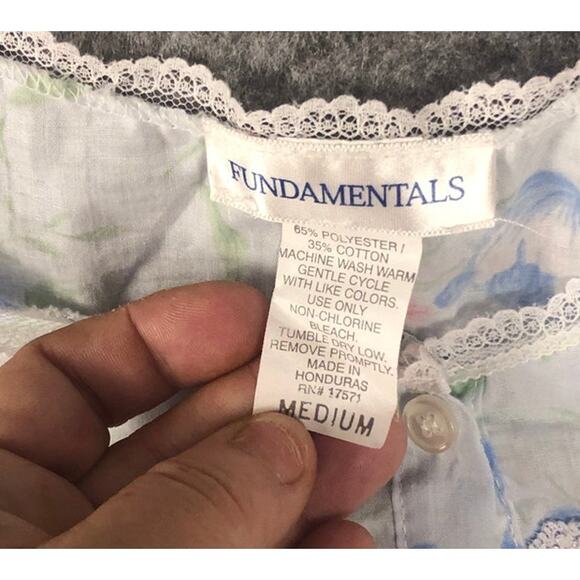 FUNDAMENTALS
65% POLYESTER /
35% COTTON
MACHINE WASH WARM
GENTLE CYCLE
WITH LIKE COLORS.
USE ONLY
NON-CHLORINE
BLEACH.
TUMBLE DRY LOW.
REMOVE PROMPTLY.
MADE IN
HONDURAS
RN# 17571
MEDIUM